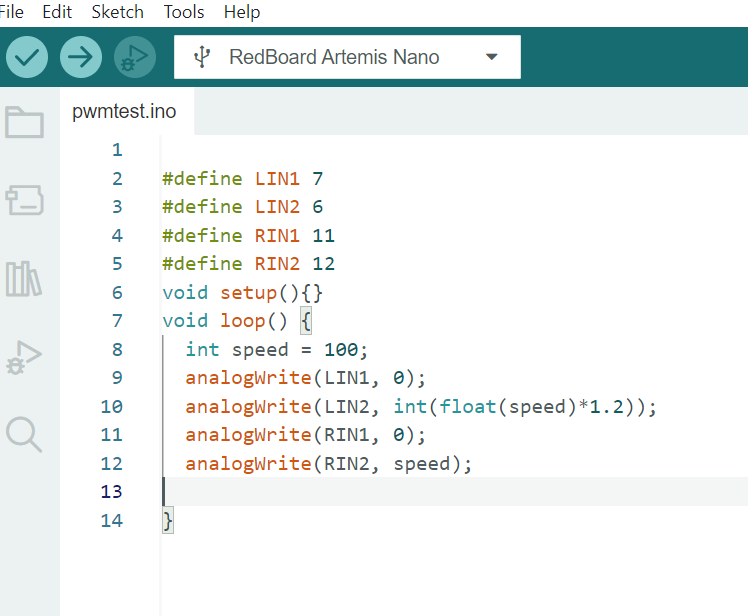 File Edit Sketch Tools Help
RedBoard Artemis Nano
pwmtest.ino
1
2 #define LIN1 7
3 #define LIN2 6
4 #define RIN1 11
5 #define RIN2 12
6 void setup(){}
7 void loop() {
8   int speed = 100;
9   analogWrite(LIN1, 0);
10   analogWrite(LIN2, int(float(speed)*1.2));
11   analogWrite(RIN1, 0);
12   analogWrite(RIN2, speed);
13
14 }